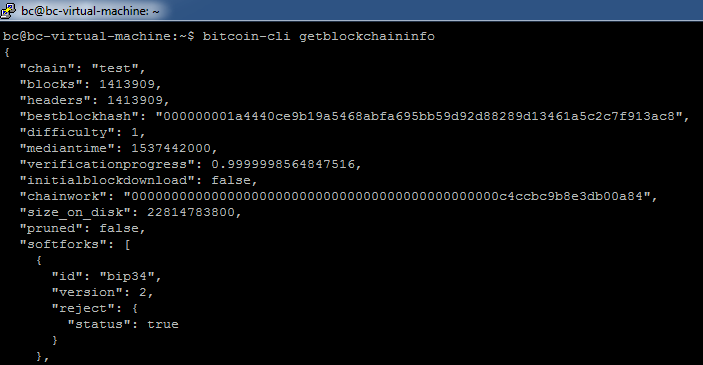 bc@bc-virtual-machine: ~
bc@bc-virtual-machine:~$ bitcoin-cli getblockchaininfo
{
  "chain": "test",
  "blocks": 1413909,
  "headers": 1413909,
  "bestblockhash": "000000001a4440ce9b19a5468abfa695bb59d92d88289d13461a5c2c7f913ac8",
  "difficulty": 1,
  "mediantime": 1537442000,
  "verificationprogress": 0.9999998564847516,
  "initialblockdownload": false,
  "chainwork": "0000000000000000000000000000000000000000000000c4ccbc9b8e3db00a84",
  "size_on_disk": 22814783800,
  "pruned": false,
  "softforks": [
    {
      "id": "bip34",
      "version": 2,
      "reject": {
        "status": true
      }
    },